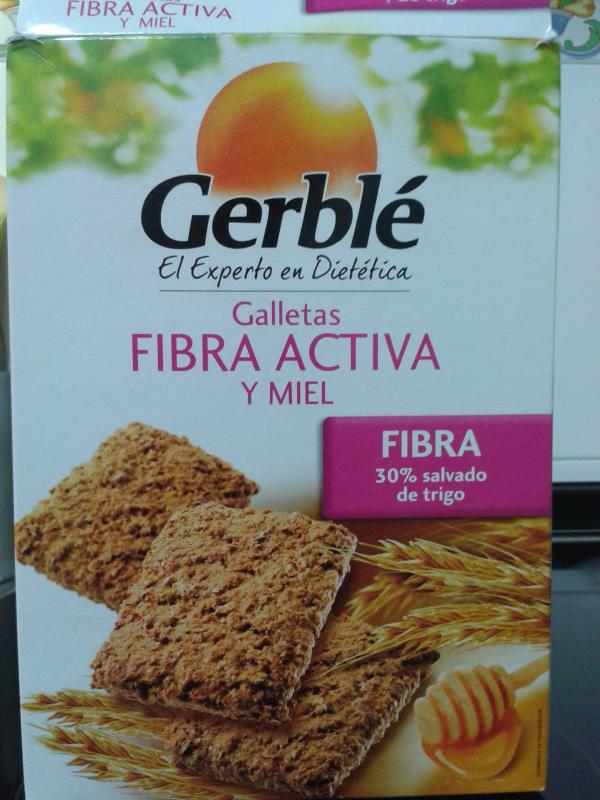 FIBRA ACTIVA
Y MIEL
Gerblé
El Experto en Dietética
Galletas
FIBRA ACTIVA
Y MIEL
FIBRA
30% salvado
de trigo